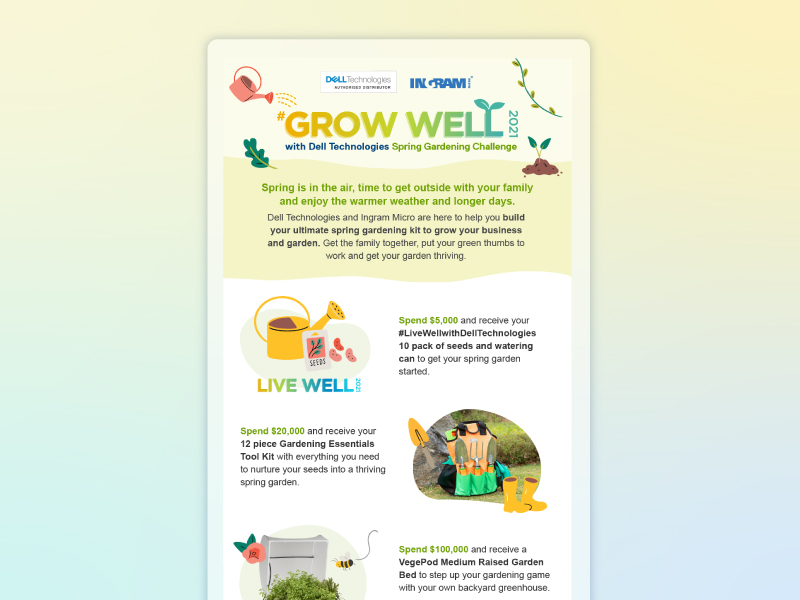 DELLTechnologies
AUTHORISED DISTRIBUTOR
INGRAM MICRO
#GROW WELL 2021
with Dell Technologies Spring Gardening Challenge
Spring is in the air, time to get outside with your family
and enjoy the warmer weather and longer days.
Dell Technologies and Ingram Micro are here to help you build
your ultimate spring gardening kit to grow your business
and garden. Get the family together, put your green thumbs to
work and get your garden thriving.
SEEDS
LIVE WELL 2021
Spend $5,000 and receive your
#LiveWellwithDellTechnologies
10 pack of seeds and watering
can to get your spring garden
started.
Spend $20,000 and receive your
12 piece Gardening Essentials
Tool Kit with everything you need
to nurture your seeds into a thriving
spring garden.
Spend $100,000 and receive a
VegePod Medium Raised Garden
Bed to step up your gardening game
with your own backyard greenhouse.